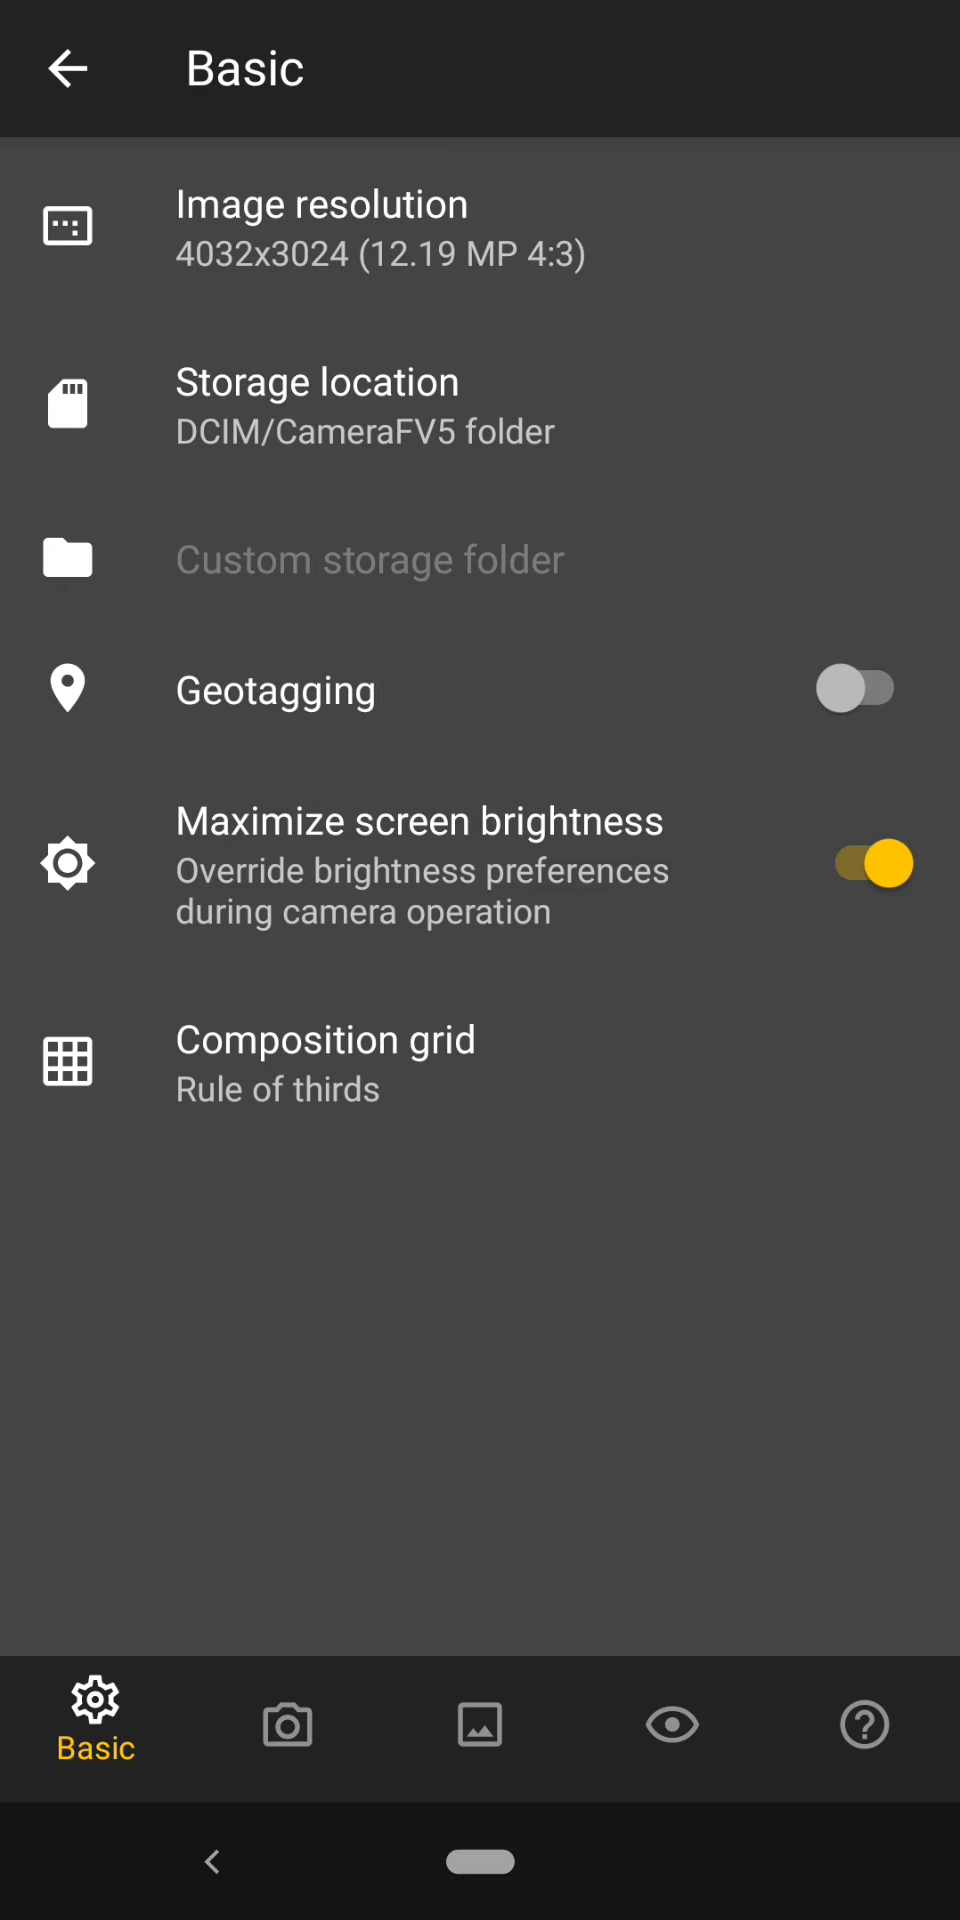 Basic
Image resolution
4032x3024 (12.19 MP 4:3)
Storage location
DCIM/CameraFV5 folder
Custom storage folder
Geotagging
Maximize screen brightness
Override brightness preferences
during camera operation
Composition grid
Rule of thirds
Basic